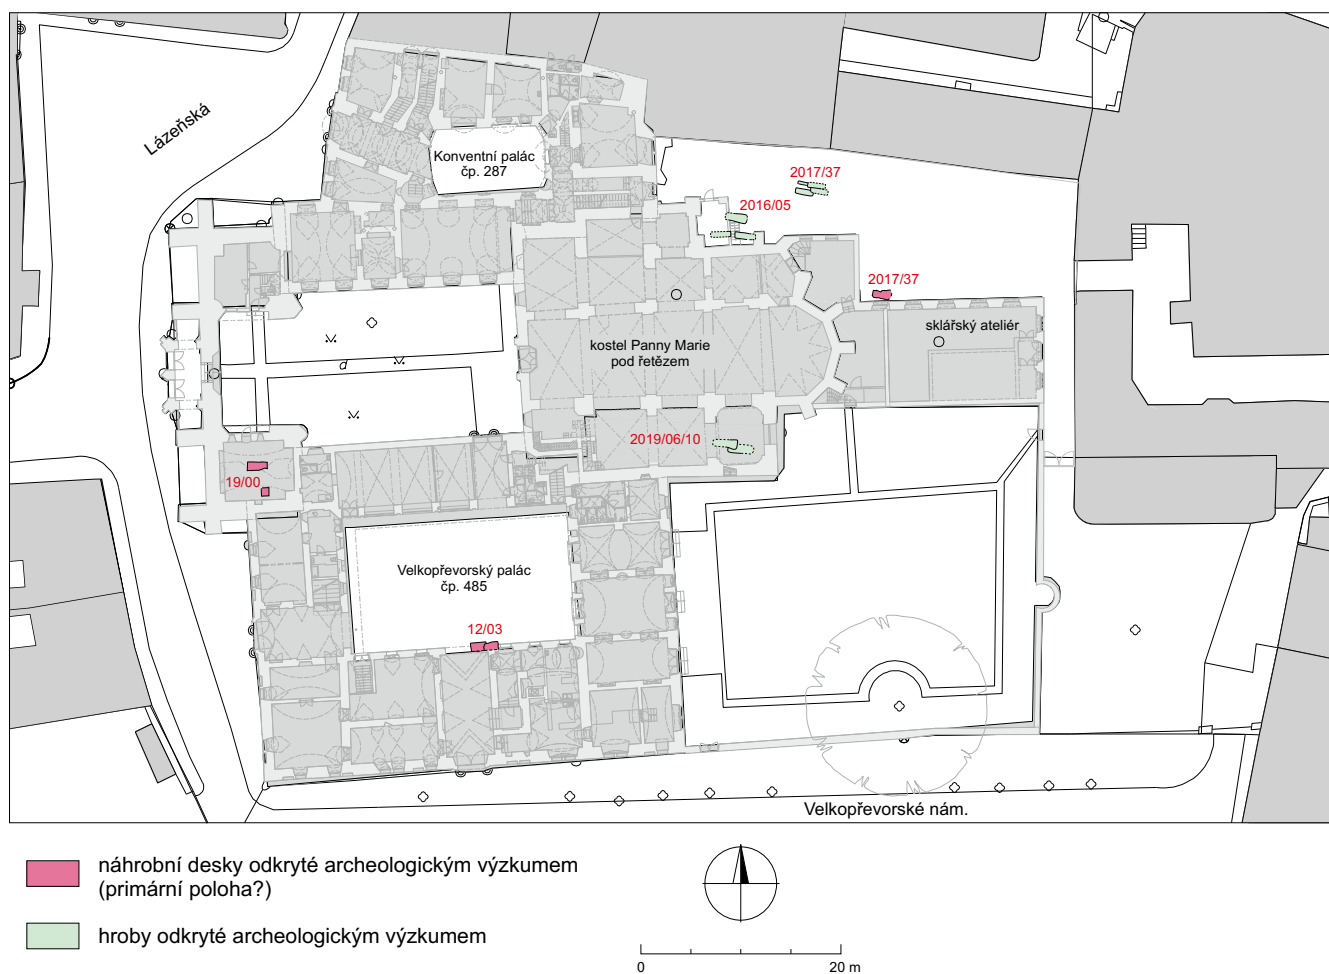 Lázeňská
Konventní palác
čp. 287
2017/37
2016/05
2017/37
sklářský ateliér
kostel Panny Marie
pod řetězem
d
2019/06/10
19/00
Velkopřevorský palác
čp. 485
12/03
Velkopřevorské nám.
náhrobní desky odkryté archeologickým výzkumem
(primární poloha?)
hroby odkryté archeologickým výzkumem
0 20 m